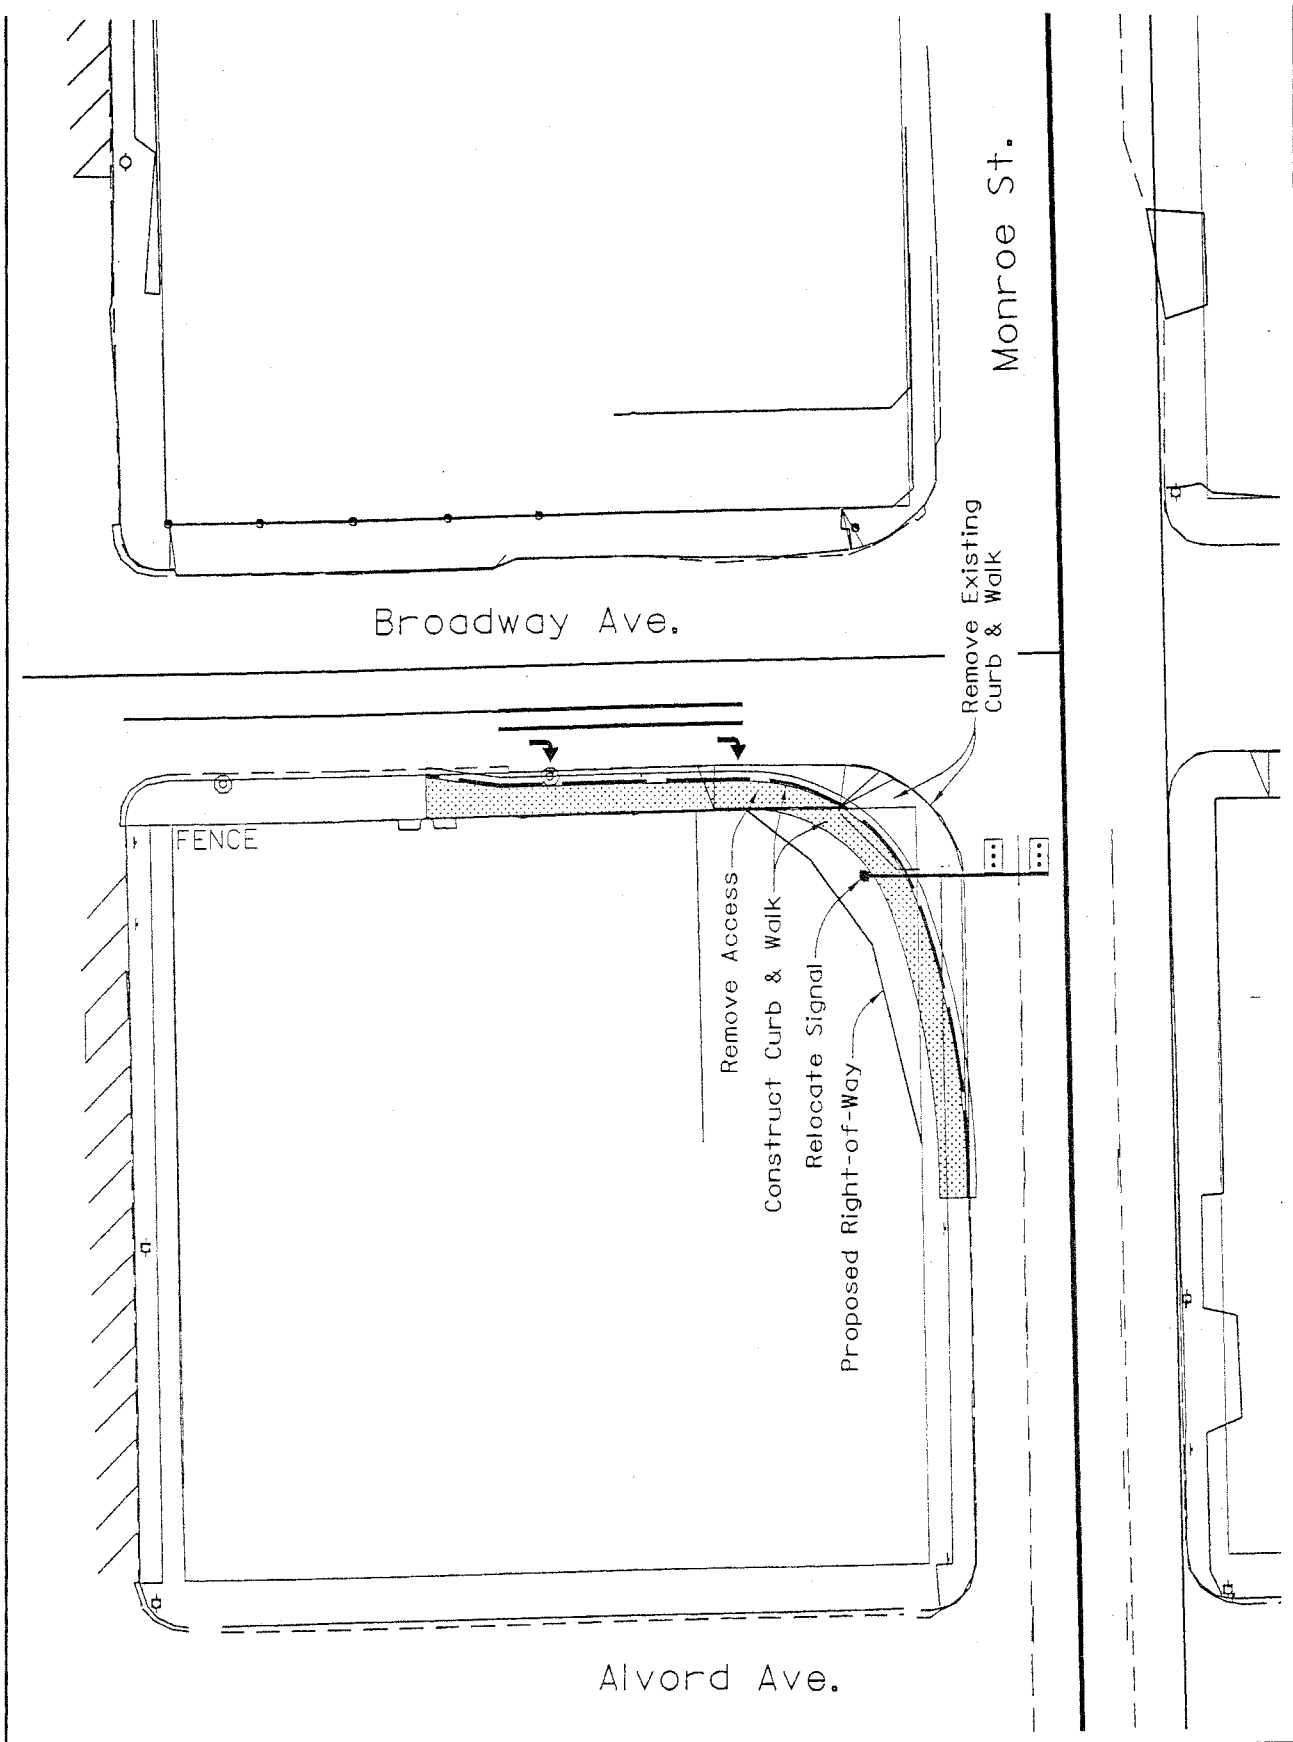 Monroe St.
Broadway Ave.
Remove Existing
Curb & Walk
FENCE
Remove Access
Construct Curb & Walk
Relocate Signal
Proposed Right-of-Way
Alvord Ave.